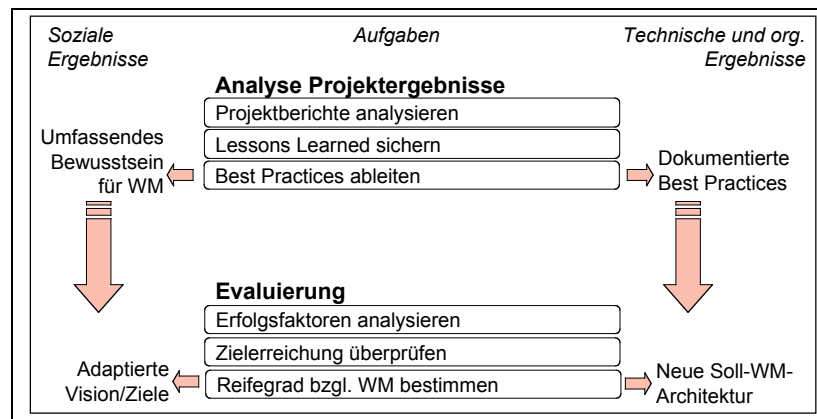 Soziale
Ergebnisse
Aufgaben
Technische und org.
Ergebnisse
Analyse Projektergebnisse
Projektberichte analysieren
Lessons Learned sichern
Best Practices ableiten
Umfassendes
Bewusstsein
für WM
Dokumentierte
Best Practices
Evaluierung
Erfolgsfaktoren analysieren
Zielerreichung überprüfen
Reifegrad bzgl. WM bestimmen
Adaptierte
Vision/Ziele
Neue Soll-WM-
Architektur